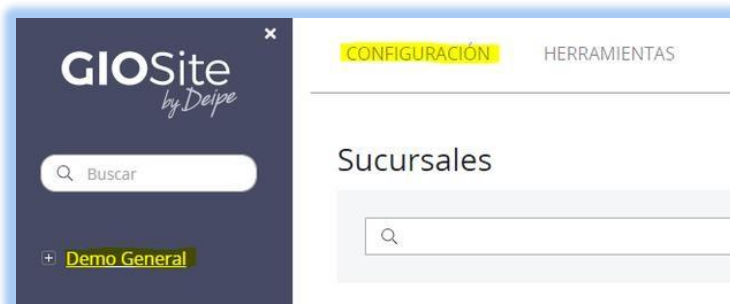 GIOSite
by Deipe
Buscar
Demo General
CONFIGURACIÓN HERRAMIENTAS
Sucursales